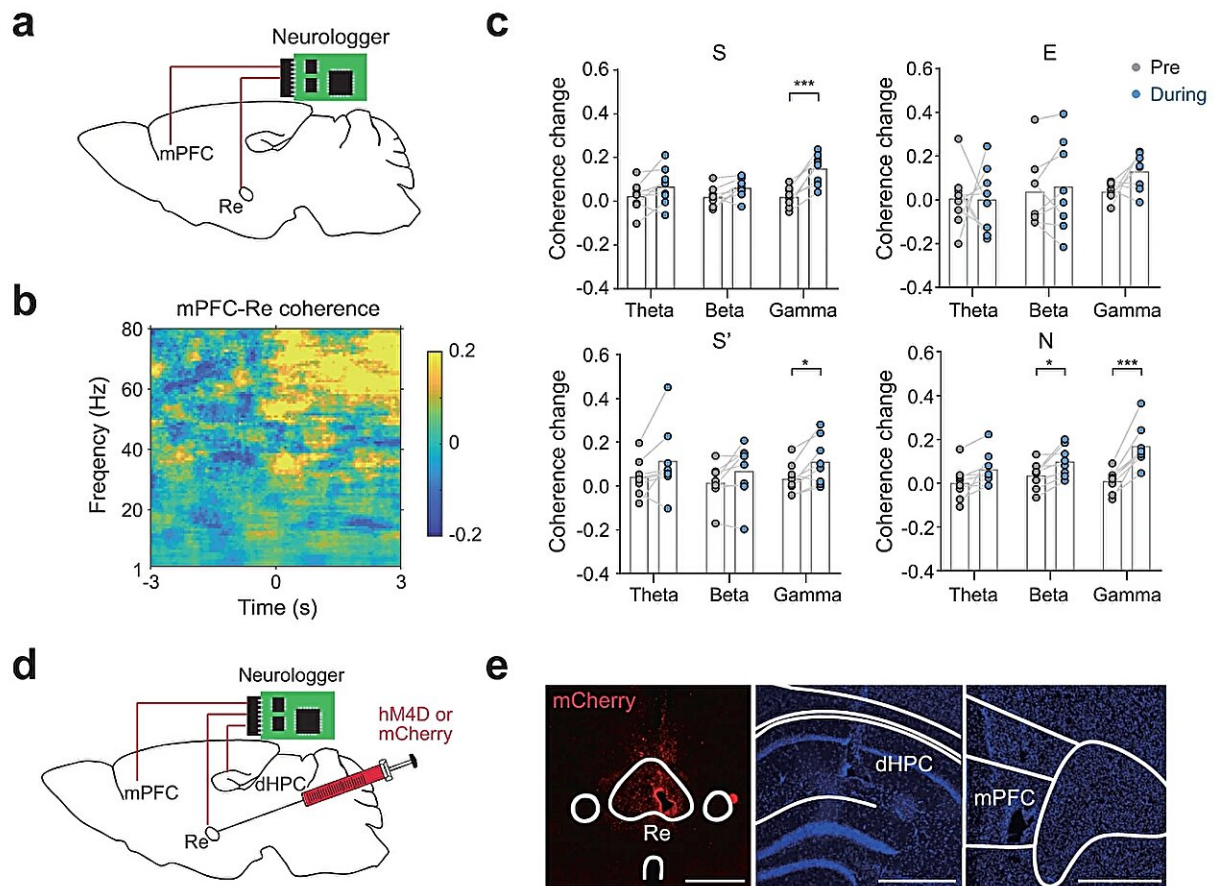 a
Neurologger
mPFC
Re
b
mPFC-Re coherence
80
60
40
20
1
Freqency (Hz)
-3
0
3
Time (s)
0.2
0
-0.2
c
S
Coherence change
0.6
0.4
0.2
0.0
-0.2
-0.4
***
Theta
Beta
Gamma
E
Pre
During
Coherence change
0.6
0.4
0.2
0.0
-0.2
-0.4
Theta
Beta
Gamma
S'
Coherence change
0.6
0.4
0.2
0.0
-0.2
-0.4
*
Theta
Beta
Gamma
N
Coherence change
0.6
0.4
0.2
0.0
-0.2
-0.4
*
***
Theta
Beta
Gamma
d
Neurologger
hM4D or
mCherry
mPFC
dHPC
Re
e
mCherry
Re
dHPC
mPFC